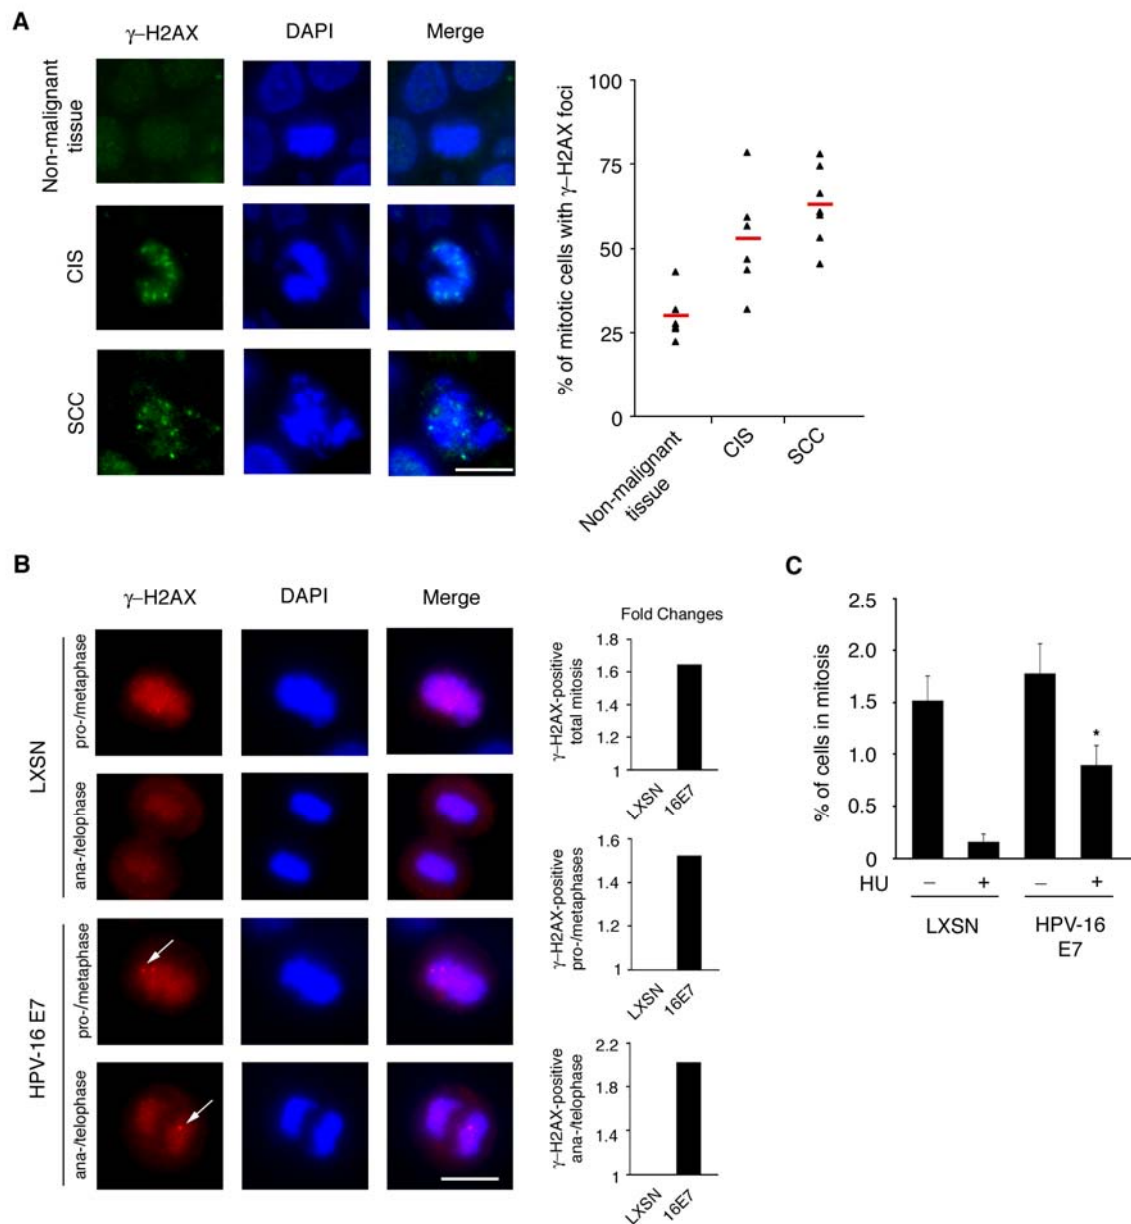 A
γ–H2AX DAPI Merge
Non-malignant
tissue
CIS
SCC
% of mitotic cells with γ–H2AX foci
100
75
50
25
0
Non-malignant
tissue
CIS
SCC
B
γ–H2AX DAPI Merge
LXSN
pro-/metaphase
ana-/telophase
HPV-16 E7
pro-/metaphase
ana-/telophase
Fold Changes
γ–H2AX-positive
total mitosis
1.8
1.6
1.4
1.2
1
LXSN
16E7
γ–H2AX-positive
pro-/metaphases
1.6
1.4
1.2
1
LXSN
16E7
γ–H2AX-positive
ana-/telophase
2.2
1.8
1.4
1
LXSN
16E7
C
% of cells in mitosis
2.5
2.0
1.5
1.0
0.5
0
*
HU – + – +
LXSN HPV-16
E7